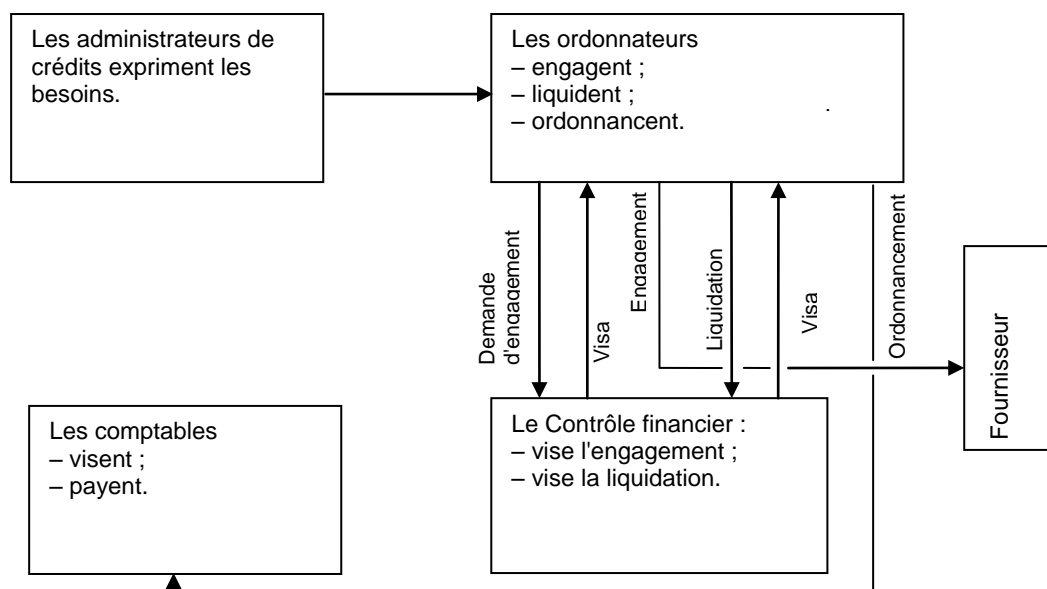 Les administrateurs de
crédits expriment les
besoins.
Les ordonnateurs
– engagent ;
– liquident ;
– ordonnancent.
.
Demande
d'engagement
Visa
Engagement
Liquidation
Visa
Ordonnancement
Fournisseur
Les comptables
– visent ;
– payent.
Le Contrôle financier :
– vise l'engagement ;
– vise la liquidation.